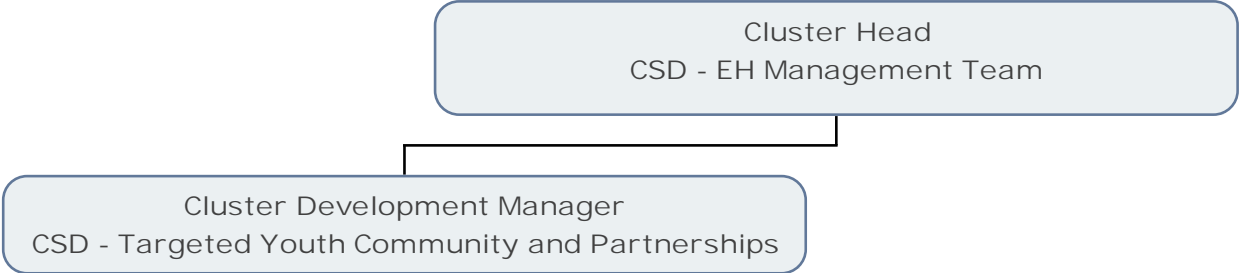 Cluster Head
CSD - EH Management Team
Cluster Development Manager
CSD - Targeted Youth Community and Partnerships